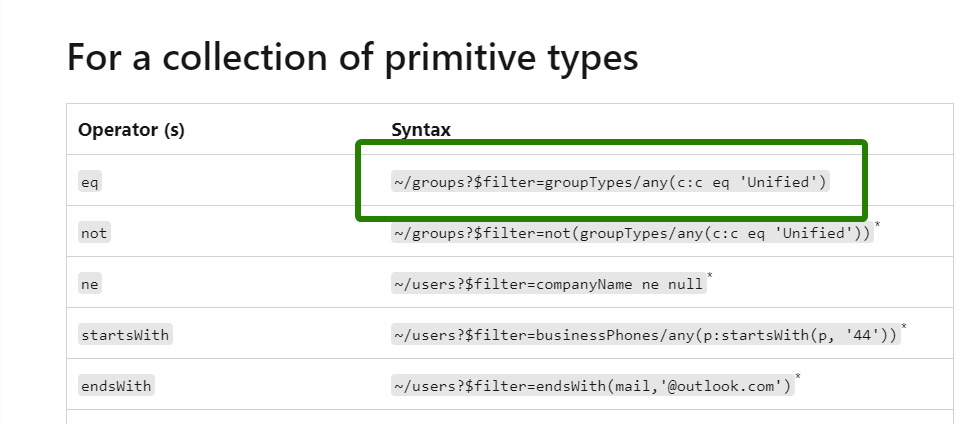 For a collection of primitive types
Operator (s) Syntax
eq ~/groups?$filter=groupTypes/any(c:c eq 'Unified')
not ~/groups?$filter=not(groupTypes/any(c:c eq 'Unified'))*
ne ~/users?$filter=companyName ne null*
startsWith ~/users?$filter=businessPhones/any(p:startsWith(p, '44'))*
endsWith ~/users?$filter=endsWith(mail,'@outlook.com')*